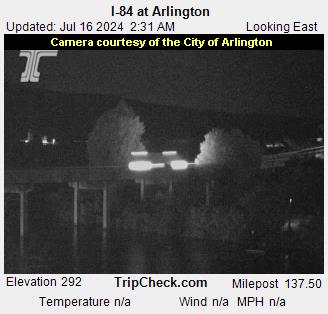 I-84 at Arlington
Updated: Jul 16 2024 2:31 AM Looking East
Camera courtesy of the City of Arlington
Elevation 292 TripCheck.com Milepost 137.50
Temperature n/a Wind n/a MPH n/a